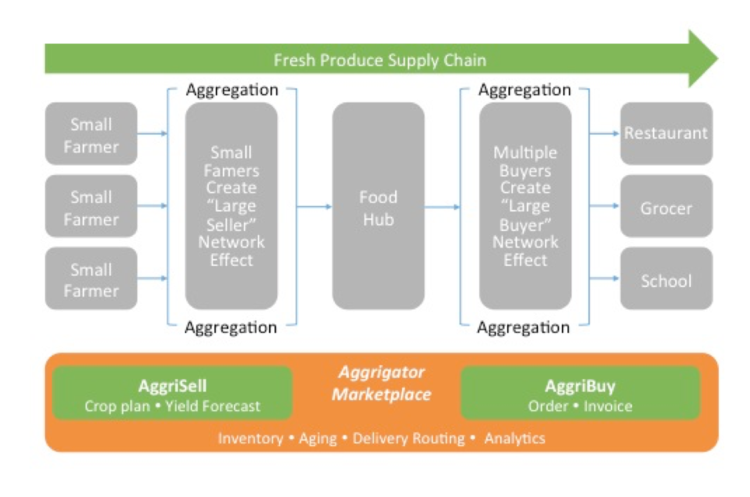 Fresh Produce Supply Chain
Aggregation
Aggregation
Small
Farmer
Small
Farmer
Small
Farmer
Small
Famers
Create
“Large
Seller”
Network
Effect
Food
Hub
Multiple
Buyers
Create
“Large
Buyer”
Network
Effect
Restaurant
Grocer
School
Aggregation
Aggregation
AggriSell
Crop plan • Yield Forecast
Aggrigator
Marketplace
AggriBuy
Order • Invoice
Inventory • Aging • Delivery Routing • Analytics